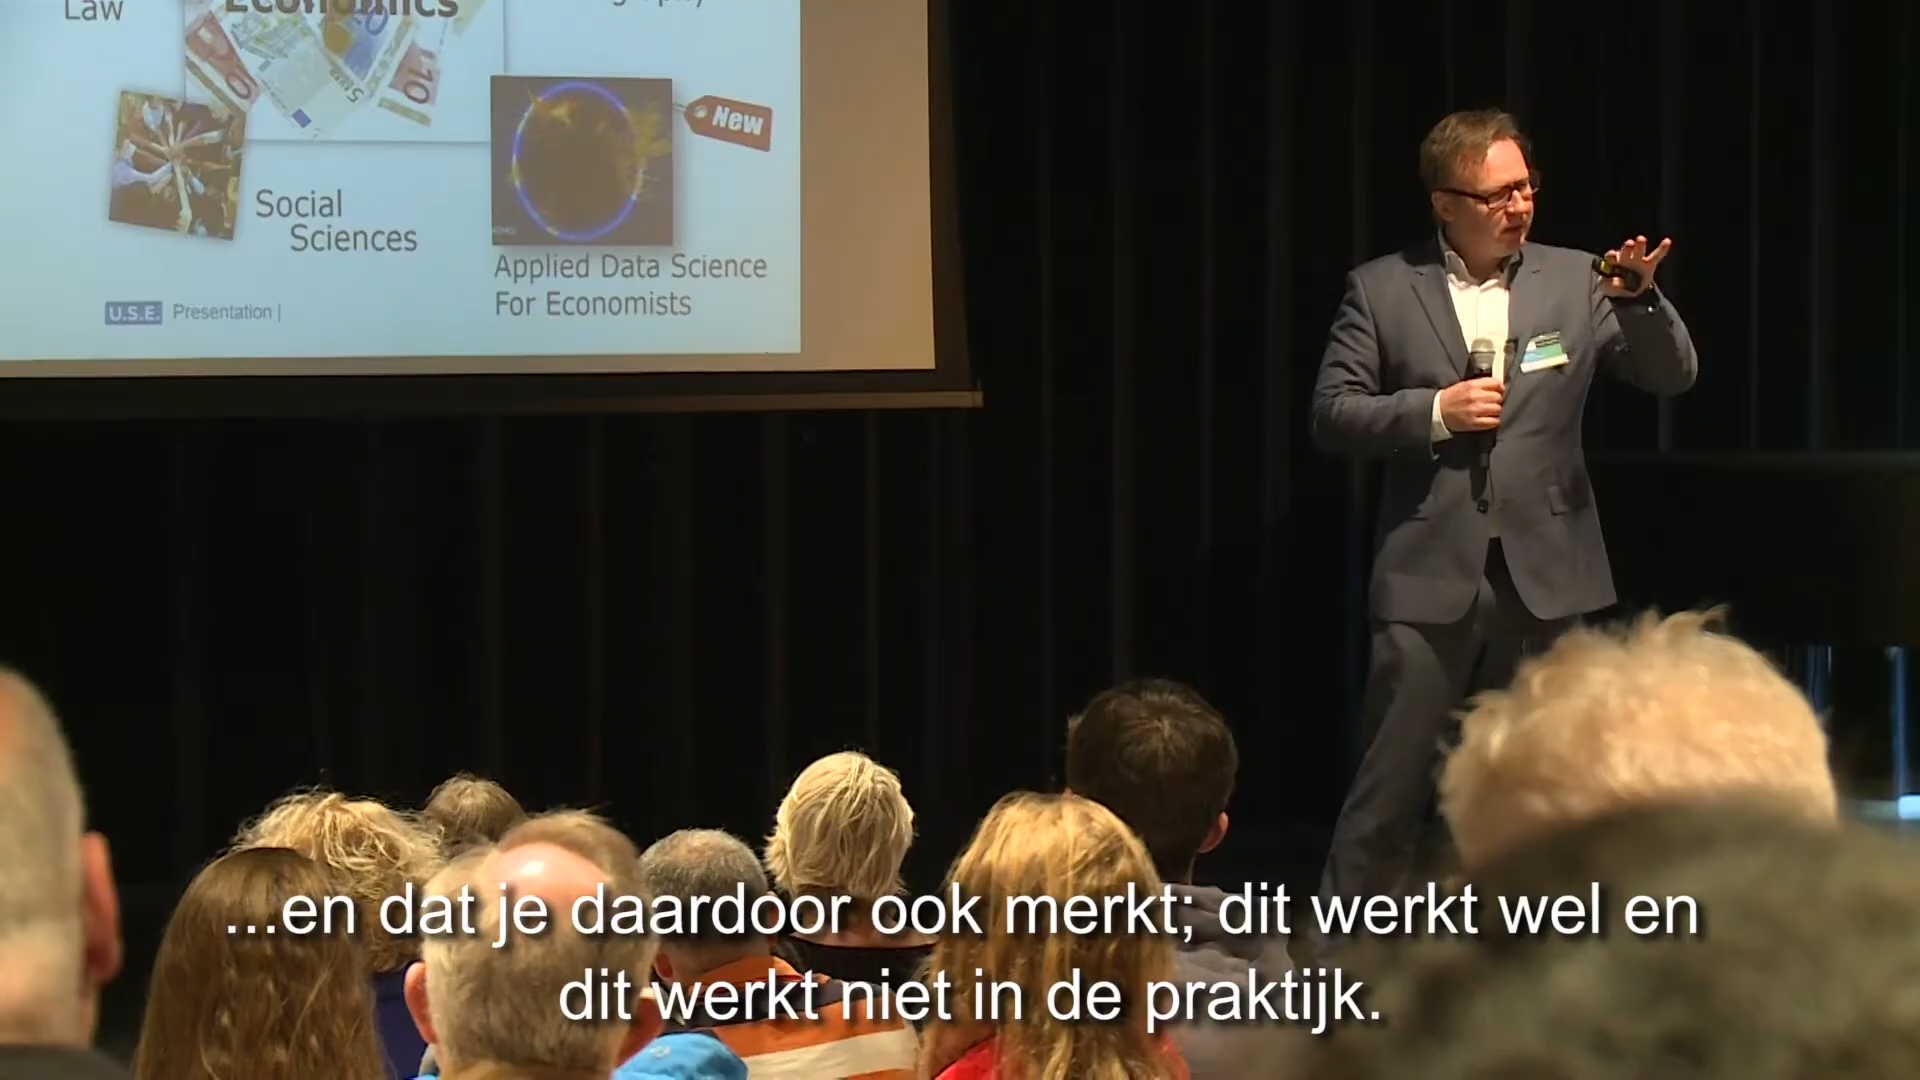 Law
Economics
New
Social
Sciences
Applied Data Science
For Economists
U.S.E. Presentation |
...en dat je daardoor ook merkt; dit werkt wel en
dit werkt niet in de praktijk.